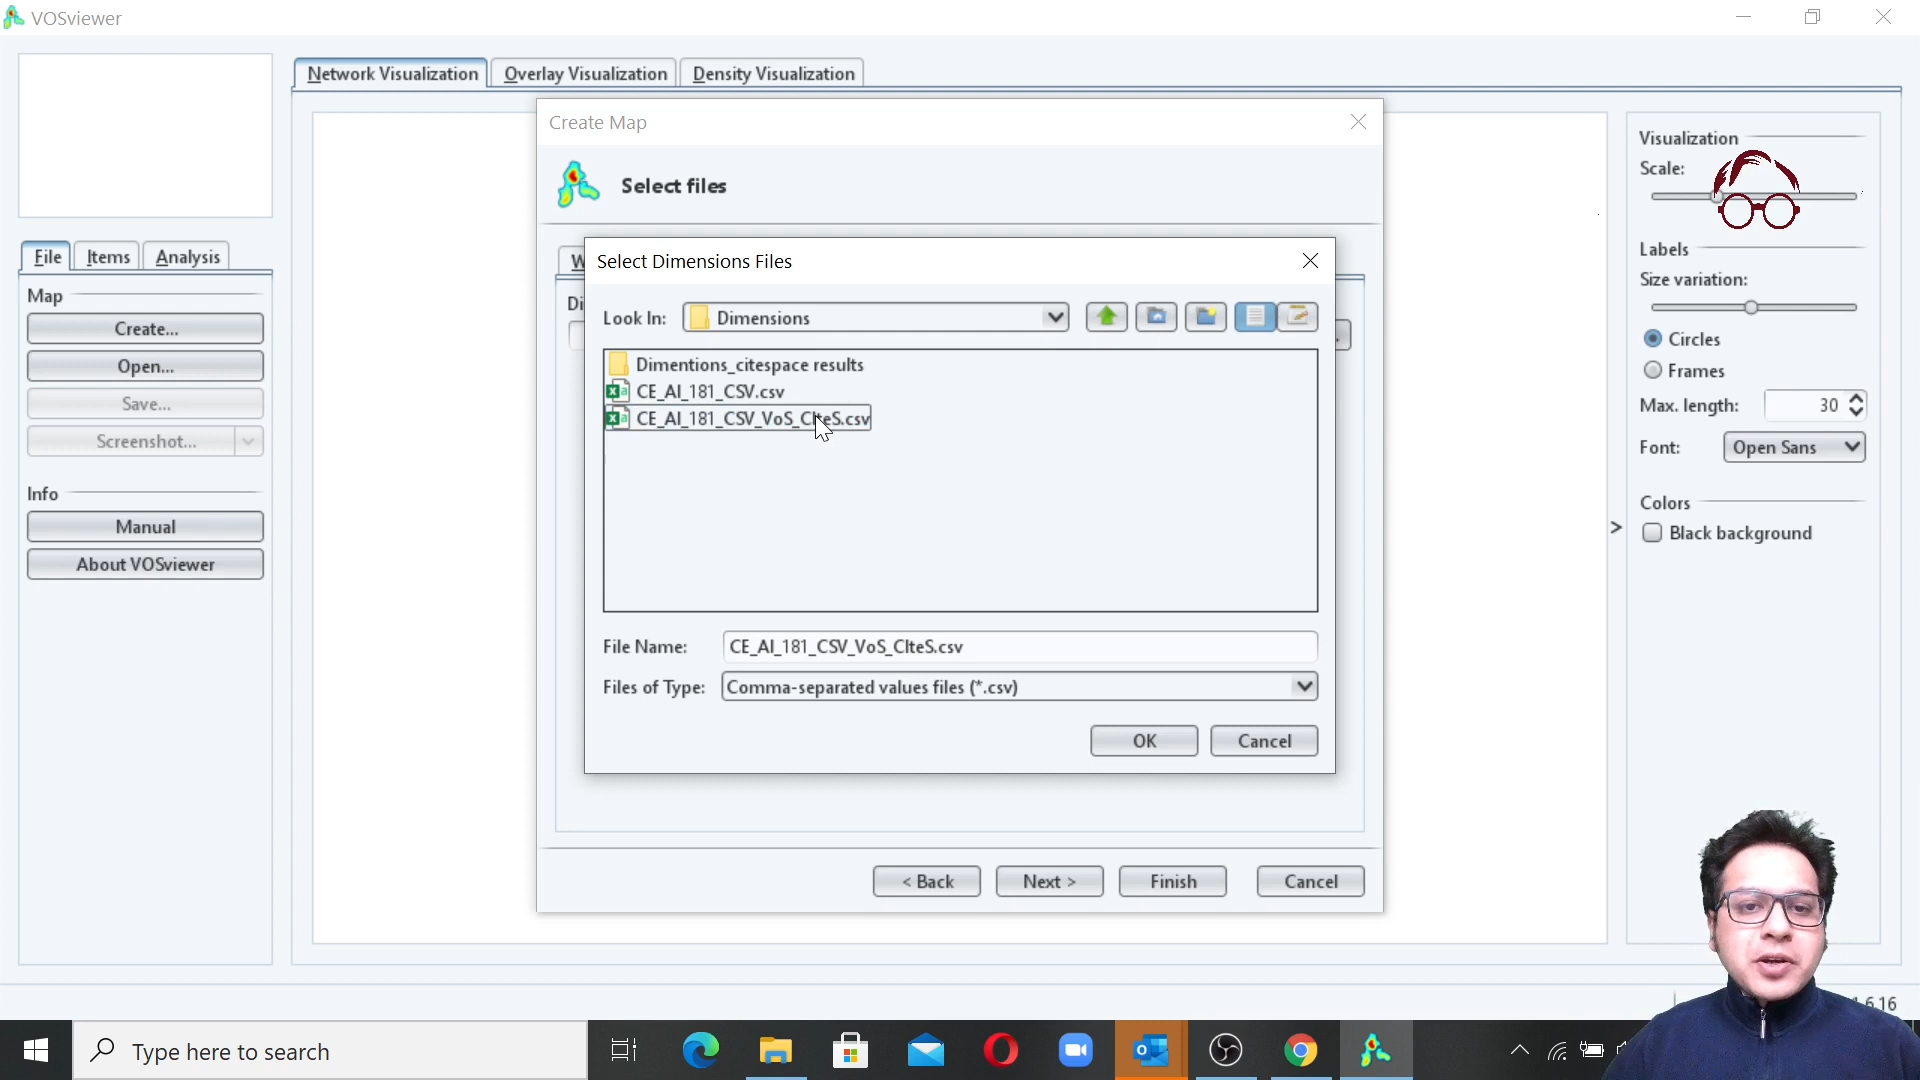 VOSviewer
Network Visualization
Overlay Visualization
Density Visualization
Create Map
Select files
W
Di
Select Dimensions Files
Look In:
Dimensions
Dimentions_citespace results
CE_AI_181_CSV.csv
CE_AI_181_CSV_VoS_CIteS.csv
File Name:
CE_AI_181_CSV_VoS_CIteS.csv
Files of Type:
Comma-separated values files (*.csv)
OK
Cancel
< Back
Next >
Finish
Cancel
File
Items
Analysis
Map
Create...
Open...
Save...
Screenshot...
Info
Manual
About VOSviewer
Visualization
Scale:
Labels
Size variation:
Circles
Frames
Max. length:
30
Font:
Open Sans
Colors
Black background
>
Type here to search